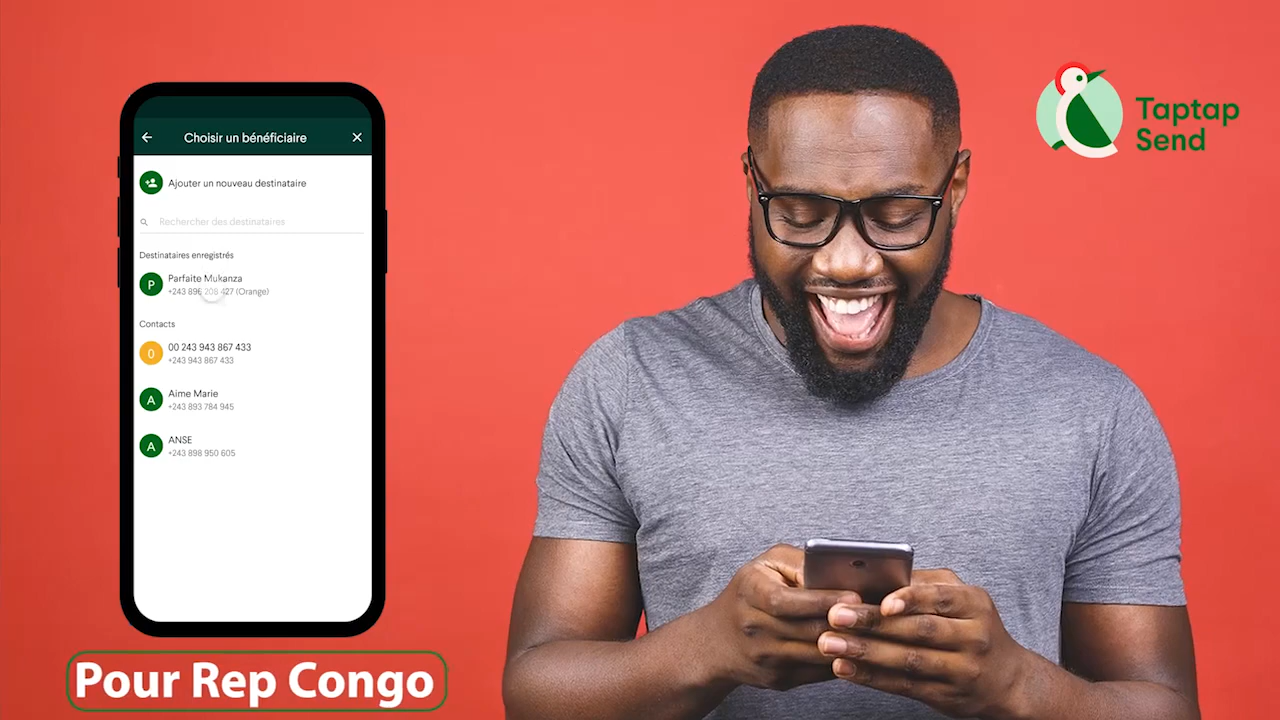 Choisir un bénéficiaire
Ajouter un nouveau destinataire
Rechercher des destinataires
Destinataires enregistrés
P
Parfaite Mukanza
+243 896 206 427 (Orange)
Contacts
0
00 243 943 867 433
+243 943 867 433
A
Aime Marie
+243 893 784 945
A
ANSE
+243 898 950 605
Pour Rep Congo
Taptap
Send